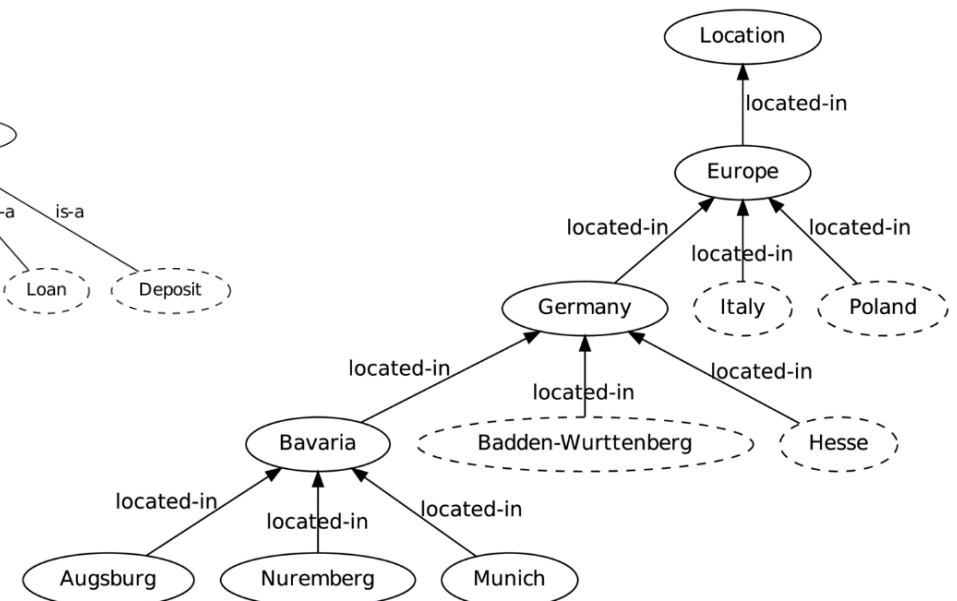 Location
located-in
Europe
-a
is-a
located-in
located-in
located-in
Loan
Deposit
Germany
Italy
Poland
located-in
located-in
located-in
Bavaria
Badden-Wurttenberg
Hesse
located-in
located-in
located-in
Augsburg
Nuremberg
Munich